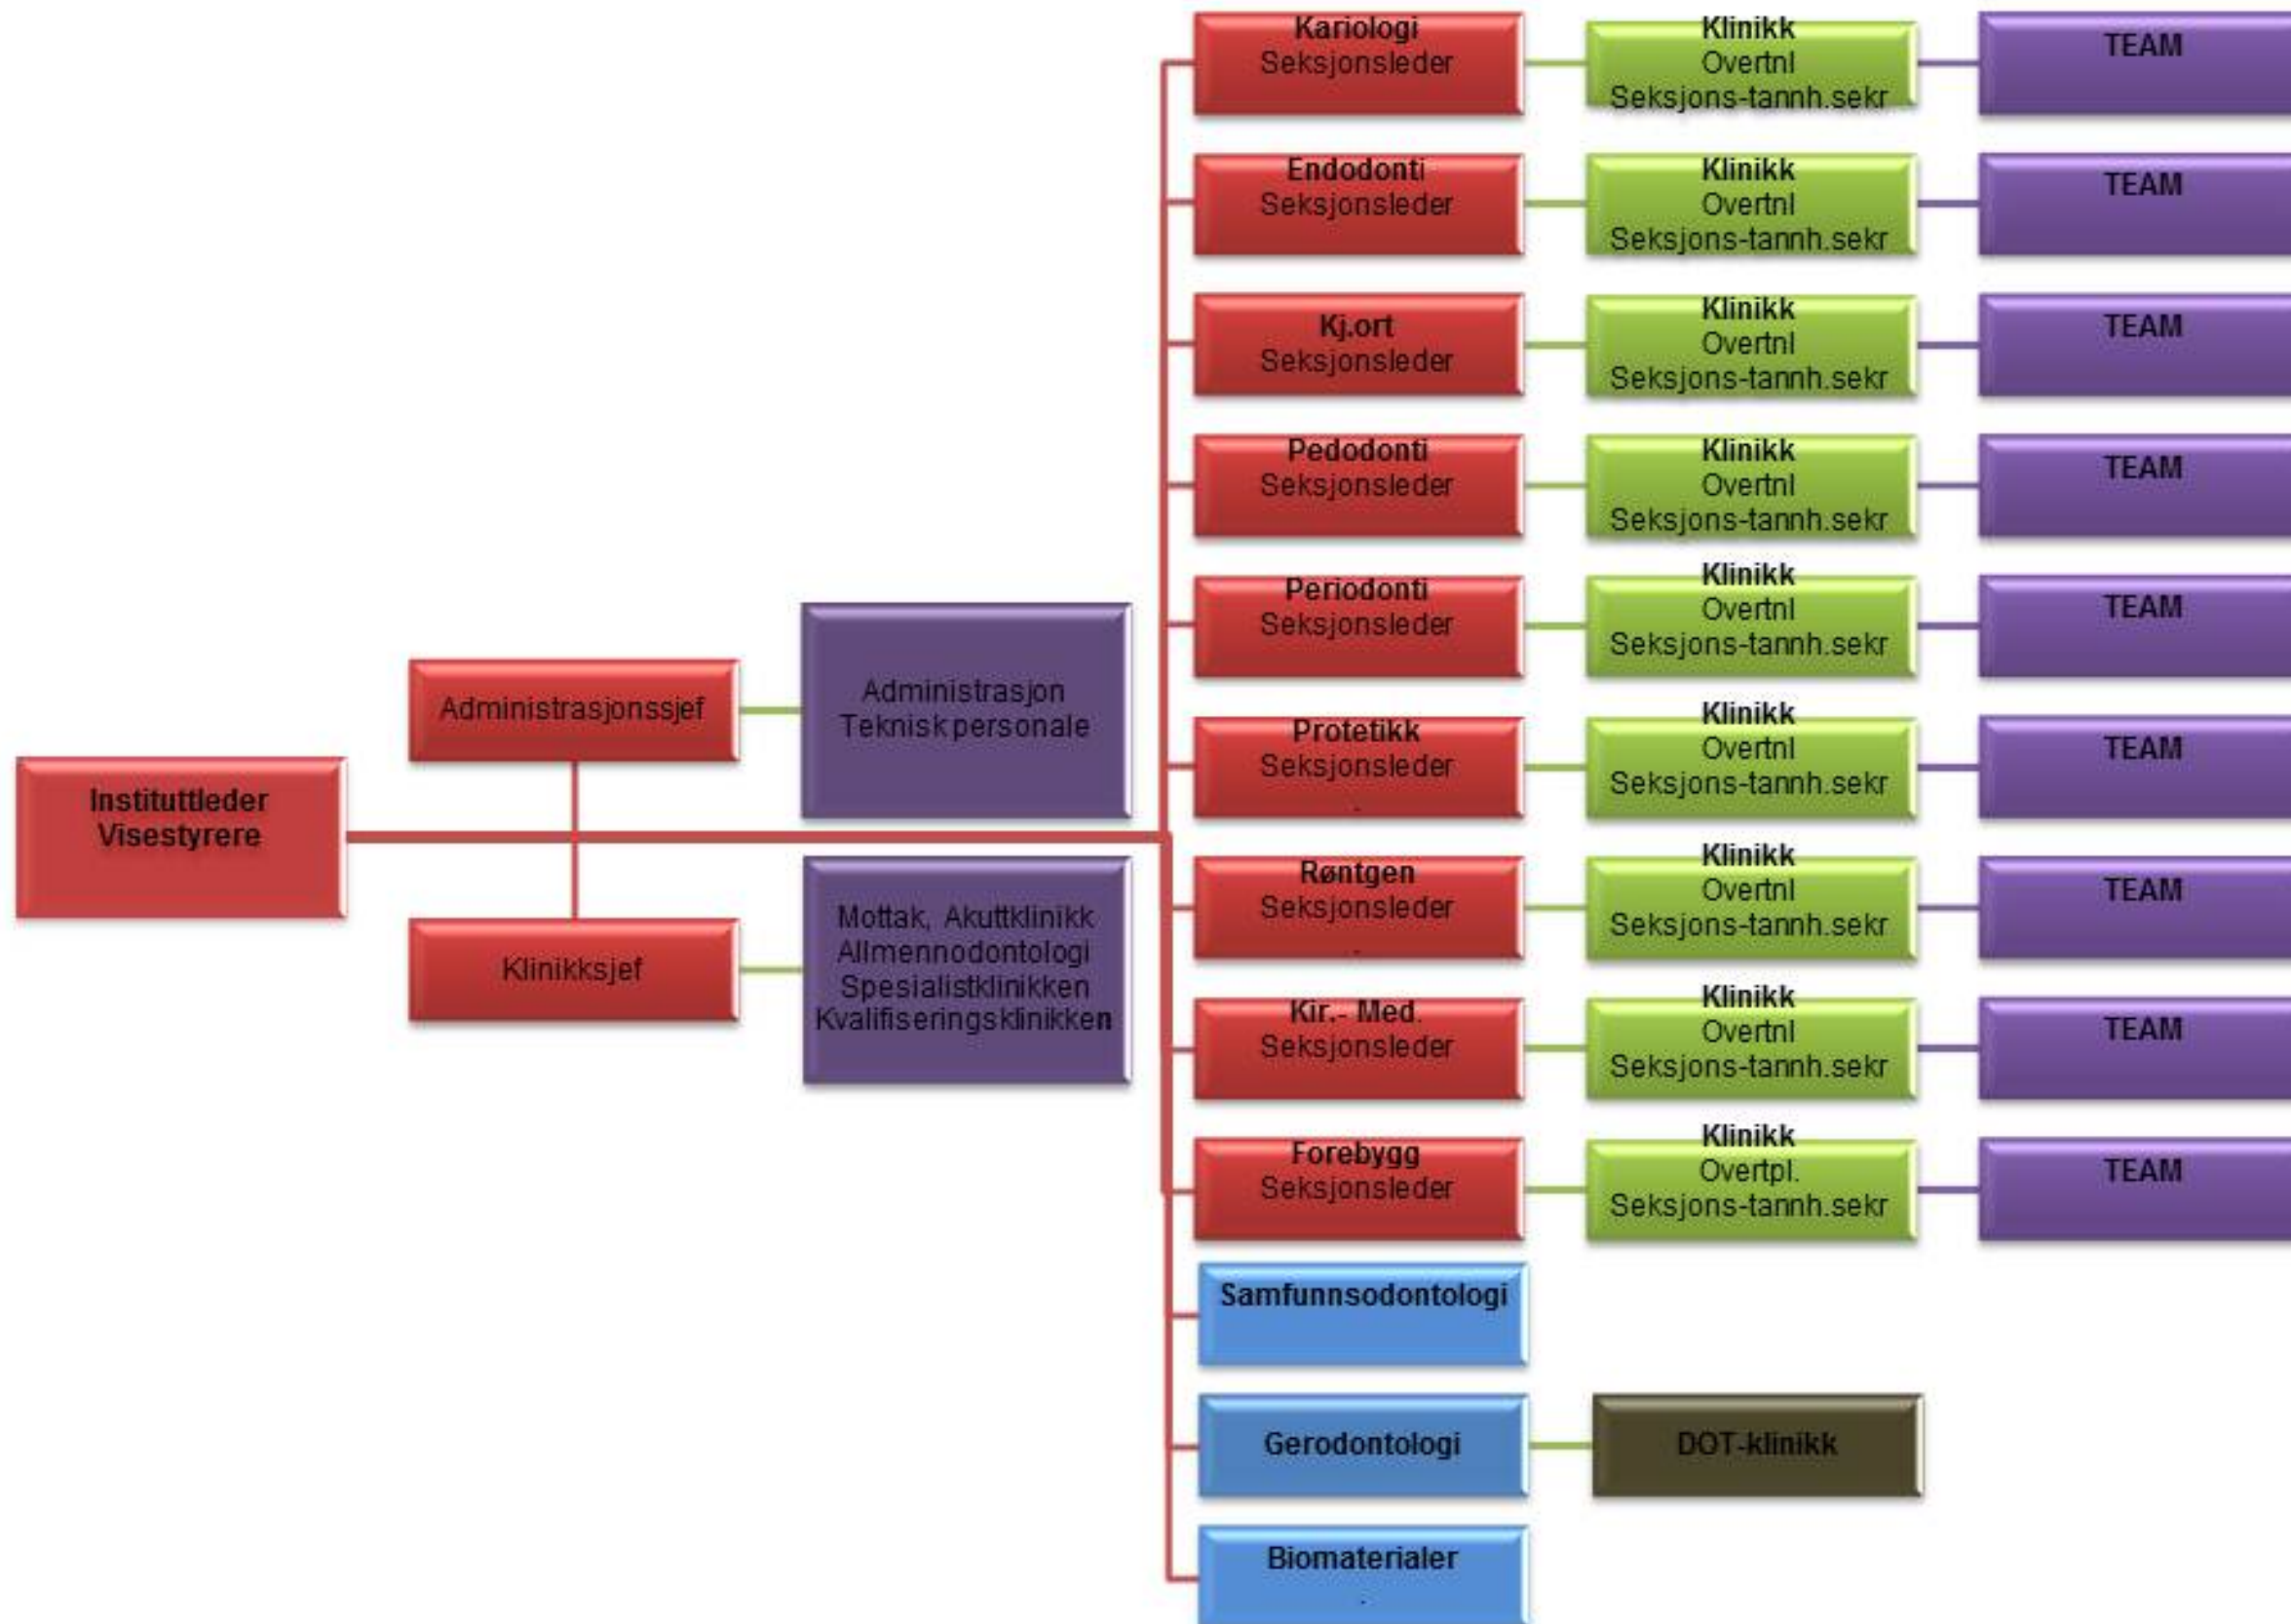 Instituttleder
Visestyrere
Administrasjonssjef
Administrasjon
Teknisk personale
Klinikksjef
Mottak, Akuttklinikk
Allmennodontologi
Spesialistklinikken
Kvalifiseringsklinikken
Kariologi
Seksjonsleder
Klinikk
Overtnl
Seksjons-tannh.sekr
TEAM
Endodonti
Seksjonsleder
Klinikk
Overtnl
Seksjons-tannh.sekr
TEAM
Kj.ort
Seksjonsleder
Klinikk
Overtnl
Seksjons-tannh.sekr
TEAM
Pedodonti
Seksjonsleder
Klinikk
Overtnl
Seksjons-tannh.sekr
TEAM
Periodonti
Seksjonsleder
Klinikk
Overtnl
Seksjons-tannh.sekr
TEAM
Protetikk
Seksjonsleder
.
Klinikk
Overtnl
Seksjons-tannh.sekr
TEAM
Røntgen
Seksjonsleder
.
Klinikk
Overtnl
Seksjons-tannh.sekr
TEAM
Kir.- Med.
Seksjonsleder
Klinikk
Overtnl
Seksjons-tannh.sekr
TEAM
Forebygg
Seksjonsleder
Klinikk
Overtpl.
Seksjons-tannh.sekr
TEAM
Samfunnsodontologi
Gerodontologi
DOT-klinikk
Biomaterialer
.